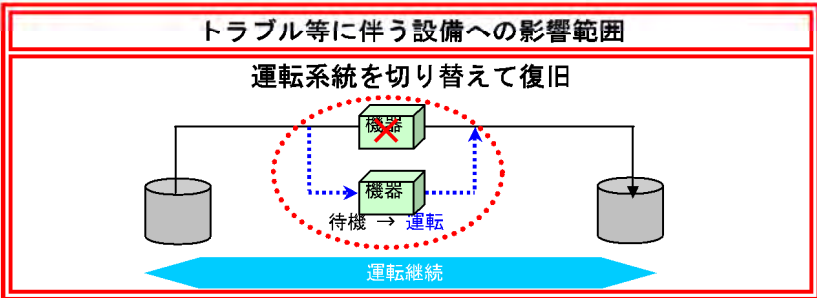 トラブル等に伴う設備への影響範囲
運転系統を切り替えて復旧
機器
機器
待機 → 運転
運転継続